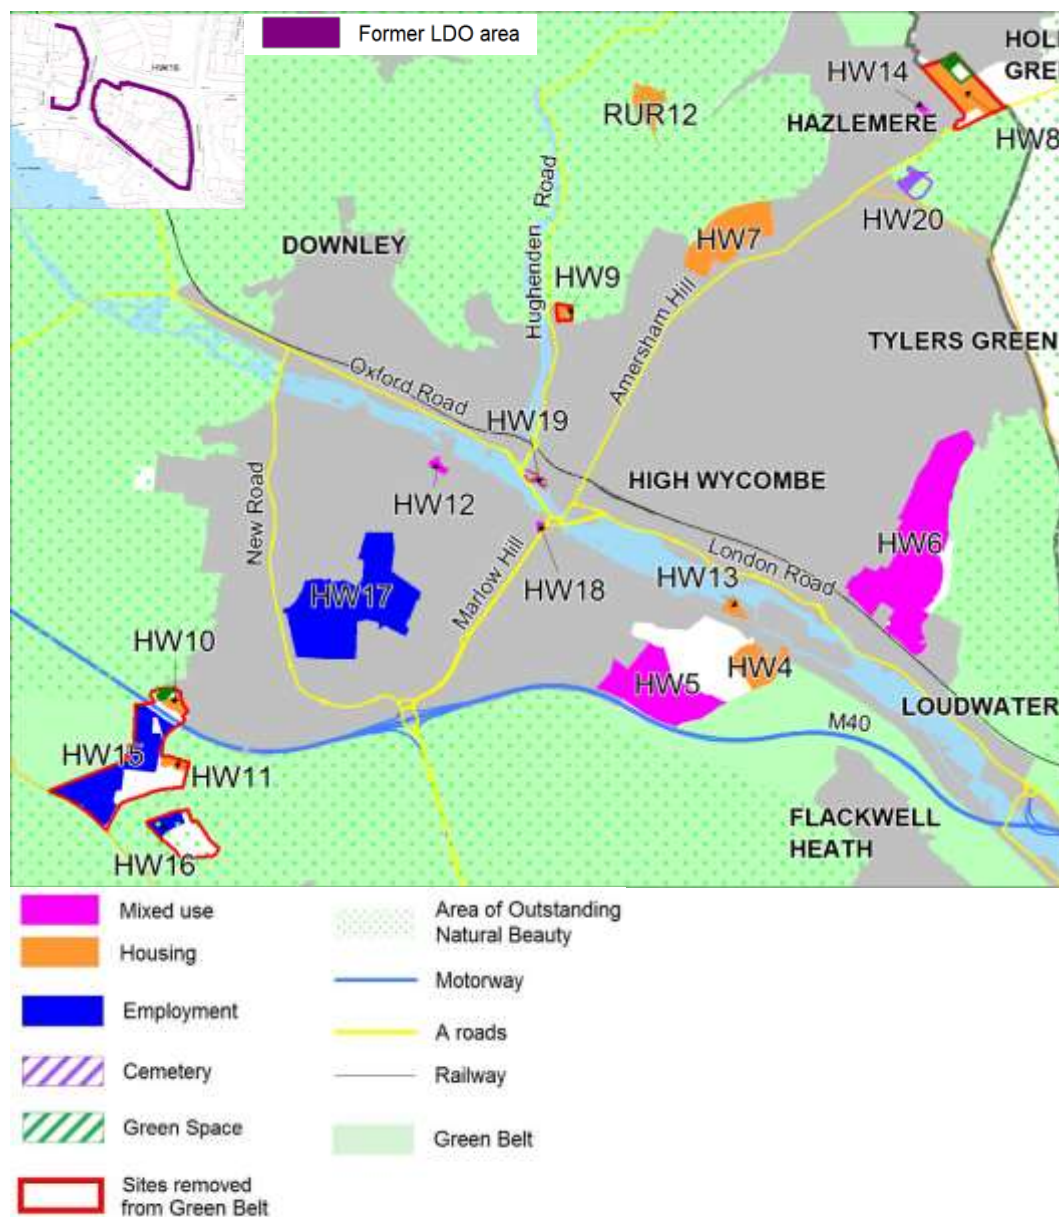 Former LDO area
HW16
HOLM
GREE
HW14
RUR12
HAZLEMERE
HW8
HW20
DOWNLEY
Hughenden Road
HW7
HW9
Amersham Hill
TYLERS GREEN
Oxford Road
HW19
HIGH WYCOMBE
HW12
New Road
HW6
London Road
HW13
HW18
HW17
Marlow Hill
HW10
HW4
HW5
LOUDWATER
M40
HW15
HW11
FLACKWELL
HEATH
HW16
Mixed use
Housing
Employment
Cemetery
Green Space
Sites removed
from Green Belt
Area of Outstanding
Natural Beauty
Motorway
A roads
Railway
Green Belt